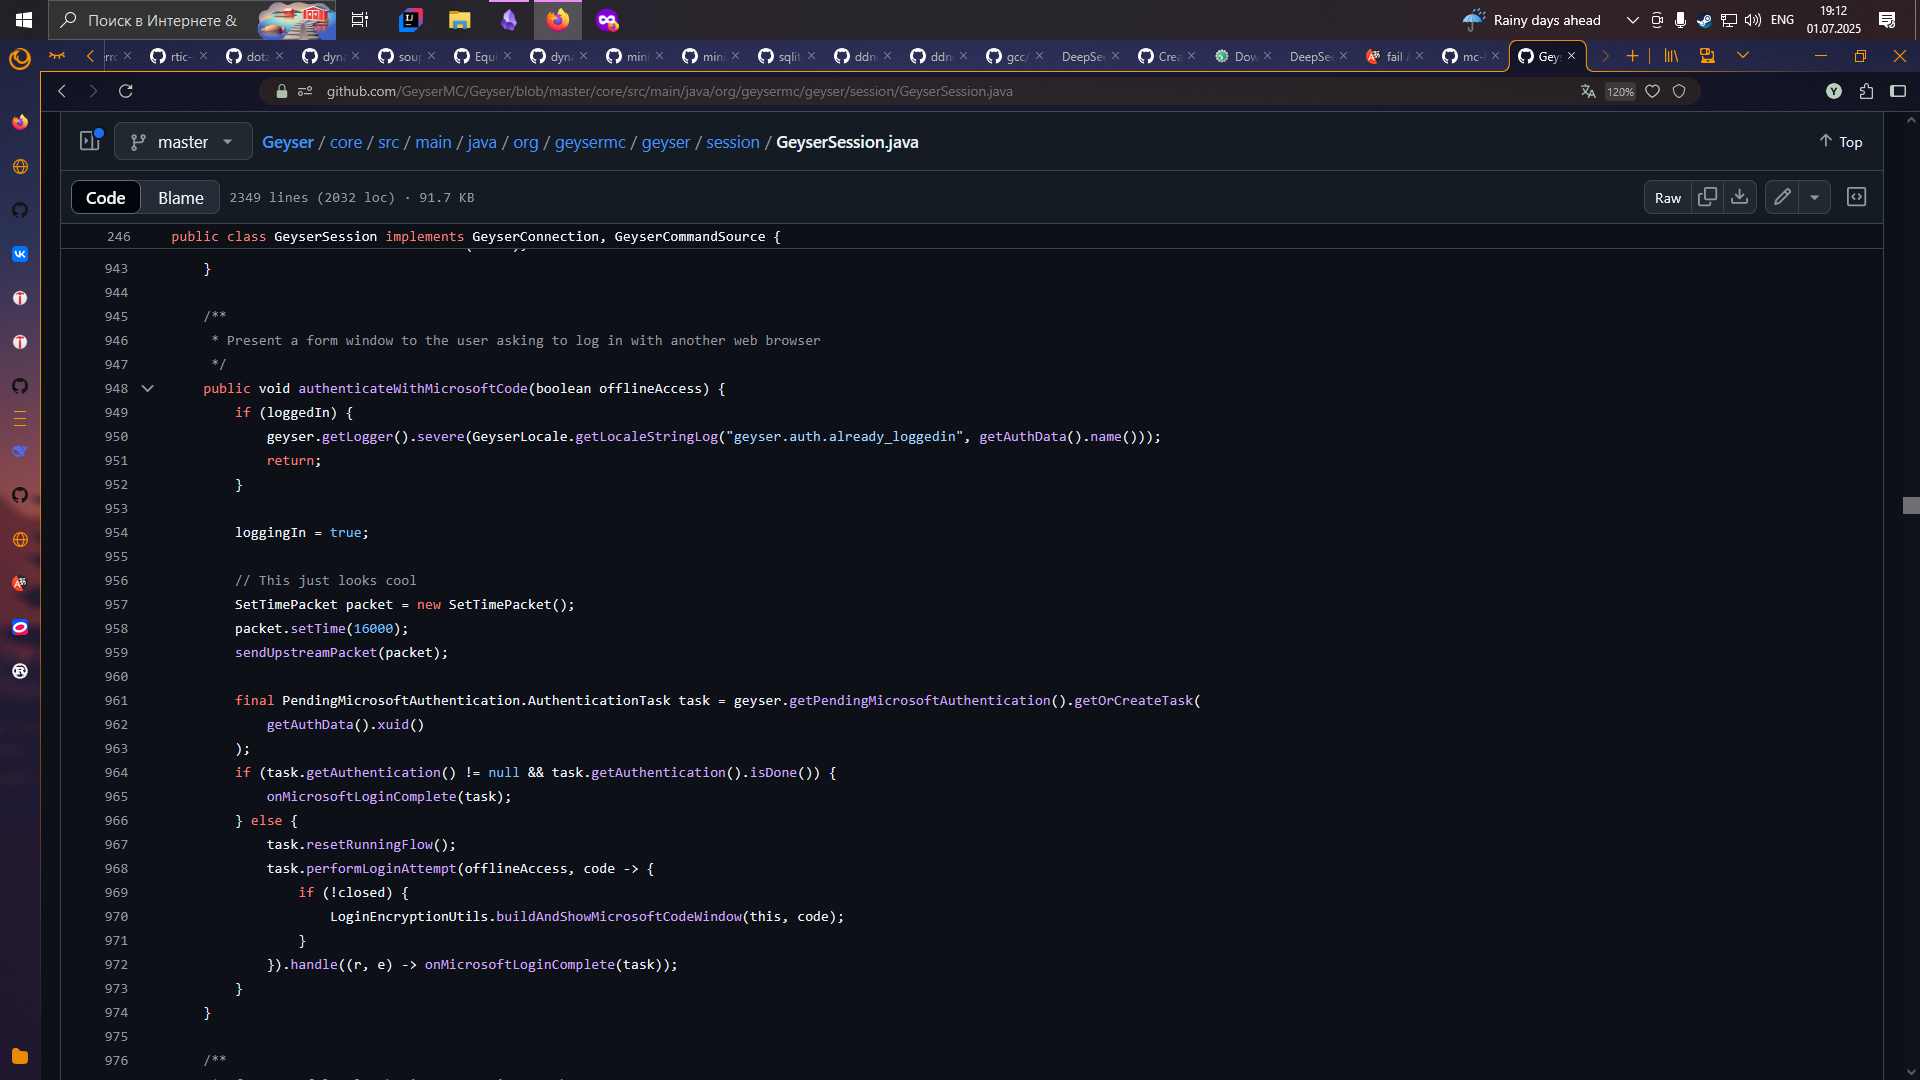 Поиск в Интернете &
Rainy days ahead
ENG
19:12
01.07.2025
erro
rtic-
dota
dyna
soup
Equi
dyna
mini
mini
sqlit
ddn
ddn
gcc/
DeepSe
Crea
Dow
DeepSe
fail
mc-
Gey
github.com/GeyserMC/Geyser/blob/master/core/src/main/java/org/geysermc/geyser/session/GeyserSession.java
120%
Y
master
Geyser / core / src / main / java / org / geysermc / geyser / session / GeyserSession.java
Top
Code
Blame
2349 lines (2032 loc) · 91.7 KB
Raw
246 public class GeyserSession implements GeyserConnection, GeyserCommandSource {
943 }
944
945 /**
946 * Present a form window to the user asking to log in with another web browser
947 */
948 public void authenticateWithMicrosoftCode(boolean offlineAccess) {
949 if (loggedIn) {
950 geyser.getLogger().severe(GeyserLocale.getLocaleStringLog("geyser.auth.already_loggedin", getAuthData().name()));
951 return;
952 }
953
954 loggingIn = true;
955
956 // This just looks cool
957 SetTimePacket packet = new SetTimePacket();
958 packet.setTime(16000);
959 sendUpstreamPacket(packet);
960
961 final PendingMicrosoftAuthentication.AuthenticationTask task = geyser.getPendingMicrosoftAuthentication().getOrCreateTask(
962 getAuthData().xuid()
963 );
964 if (task.getAuthentication() != null && task.getAuthentication().isDone()) {
965 onMicrosoftLoginComplete(task);
966 } else {
967 task.resetRunningFlow();
968 task.performLoginAttempt(offlineAccess, code -> {
969 if (!closed) {
970 LoginEncryptionUtils.buildAndShowMicrosoftCodeWindow(this, code);
971 }
972 }).handle((r, e) -> onMicrosoftLoginComplete(task));
973 }
974 }
975
976 /**